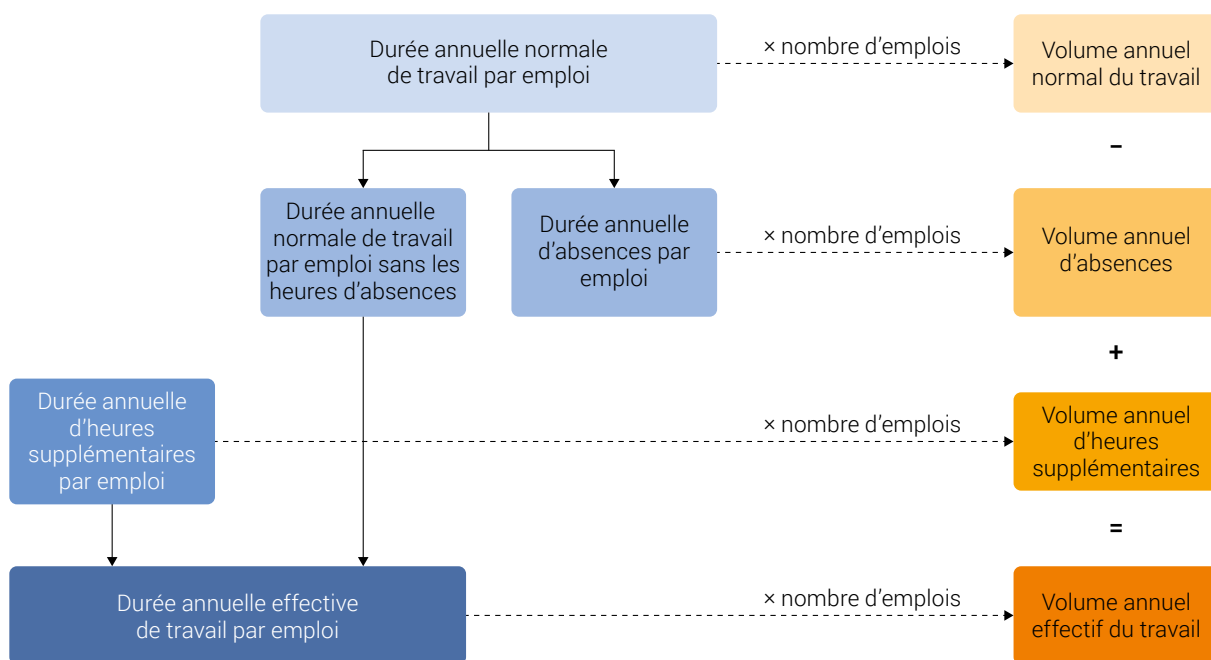 Durée annuelle normale
de travail par emploi
× nombre d’emplois
Volume annuel
normal du travail
–
Durée annuelle
normale de travail
par emploi sans les
heures d’absences
Durée annuelle
d’absences par
emploi
× nombre d’emplois
Volume annuel
d’absences
+
Durée annuelle
d’heures
supplémentaires
par emploi
× nombre d’emplois
Volume annuel
d’heures
supplémentaires
=
Durée annuelle effective
de travail par emploi
× nombre d’emplois
Volume annuel
effectif du travail